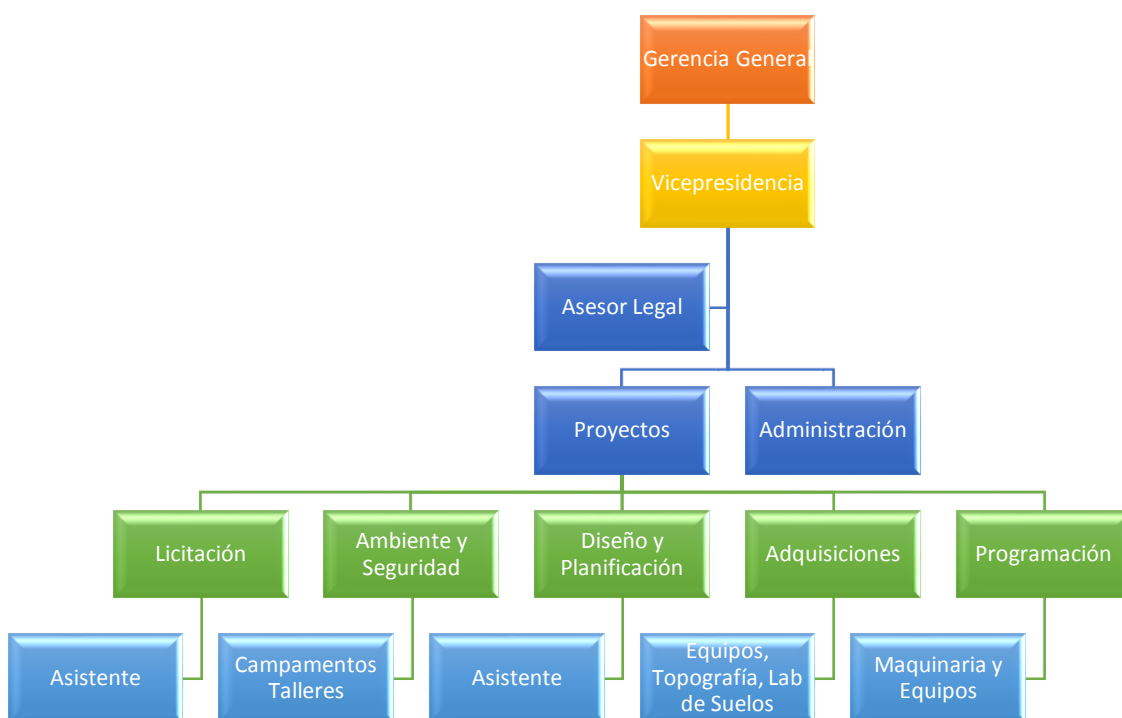 Gerencia General
Vicepresidencia
Asesor Legal
Proyectos
Administración
Licitación
Ambiente y
Seguridad
Diseño y
Planificación
Adquisiciones
Programación
Asistente
Campamentos
Talleres
Asistente
Equipos,
Topografía, Lab
de Suelos
Maquinaria y
Equipos